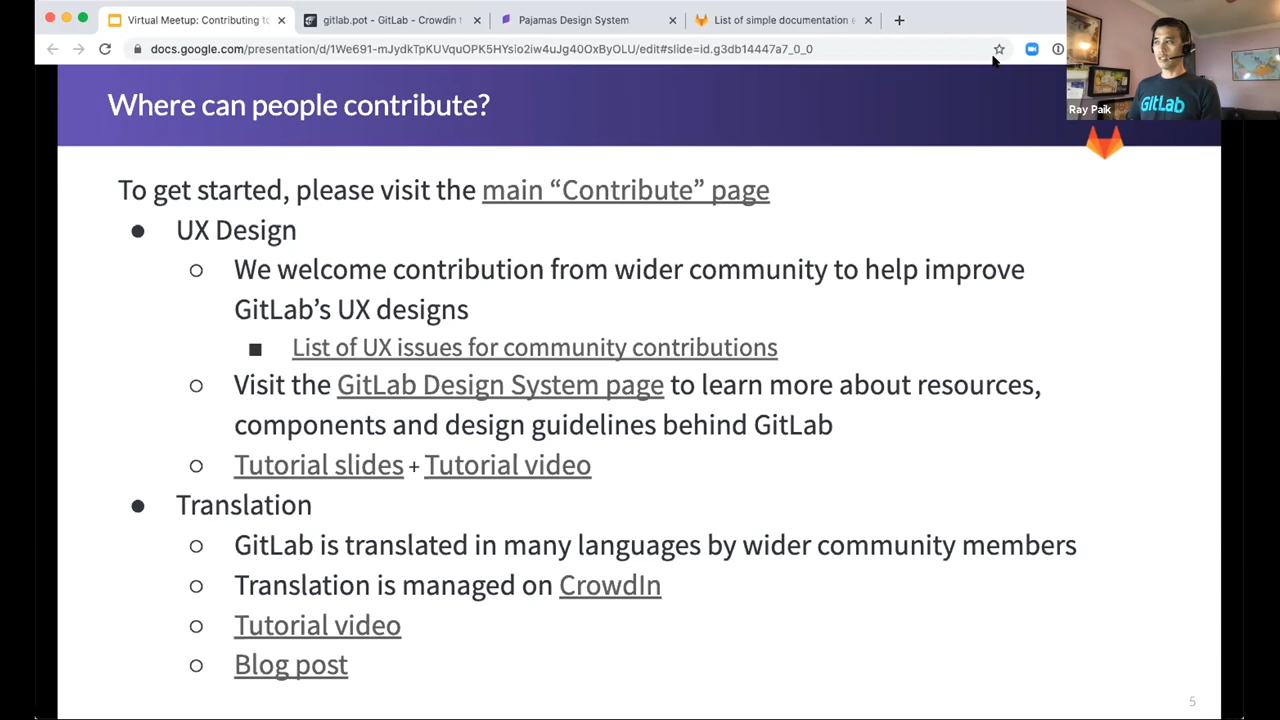 Virtual Meetup: Contributing to
gitlab.pot - GitLab - Crowdin
Pajamas Design System
List of simple documentation
docs.google.com/presentation/d/1We691-mJydkTpKUVquOPK5HYslo2iw4uJg40OxByOLU/edit#slide=id.g3db14447a7_0_0
Where can people contribute?
GitLab
Ray Paik
To get started, please visit the main “Contribute” page
● UX Design
○ We welcome contribution from wider community to help improve
GitLab’s UX designs
■ List of UX issues for community contributions
○ Visit the GitLab Design System page to learn more about resources,
components and design guidelines behind GitLab
○ Tutorial slides + Tutorial video
● Translation
○ GitLab is translated in many languages by wider community members
○ Translation is managed on CrowdIn
○ Tutorial video
○ Blog post
5